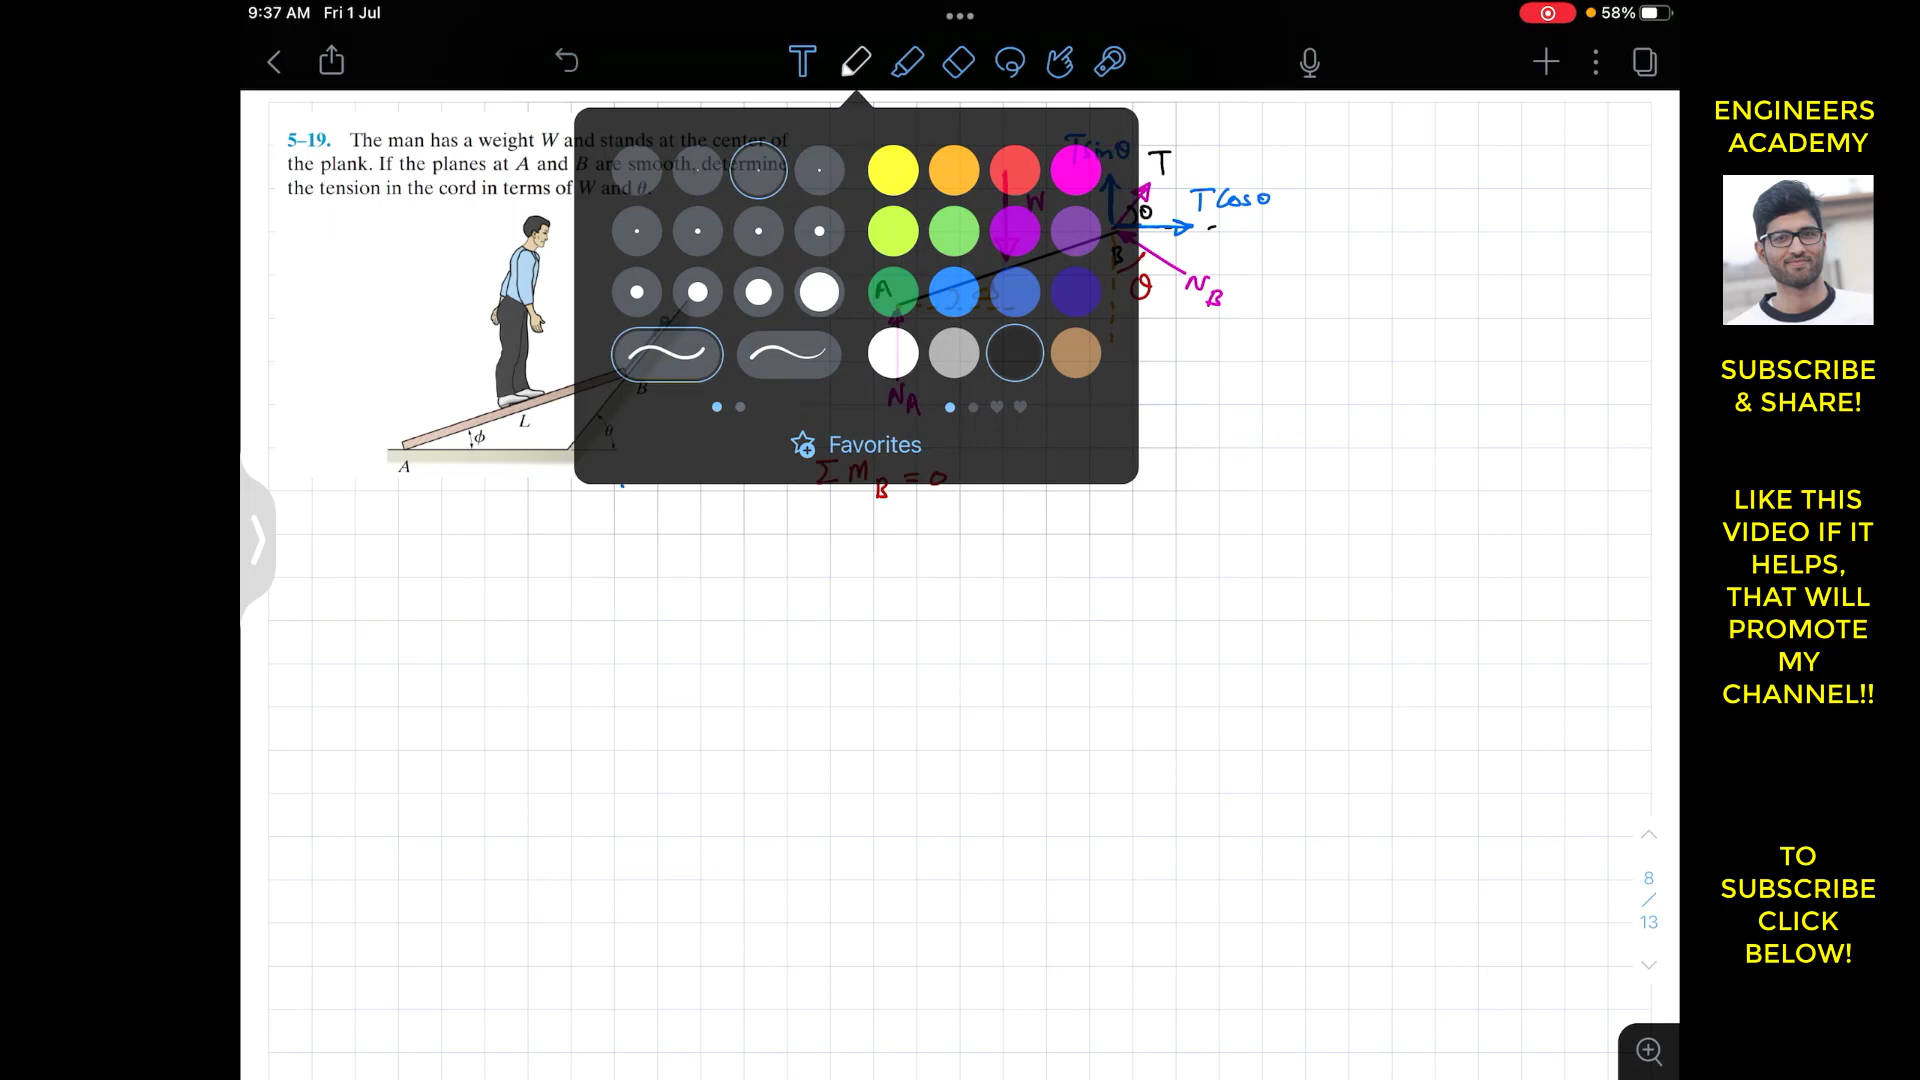 9:37 AM Fri 1 Jul
58%
T
5–19. The man has a weight W and stands at the center of
the plank. If the planes at A and B are smooth, determine
the tension in the cord in terms of W and θ.
B
L
ϕ
θ
A
Tsinθ
T
W
θ
Tcosθ
B
A
θ
N_B
N_A
Favorites
ΣM_B = 0
8
/
13
ENGINEERS
ACADEMY
SUBSCRIBE
& SHARE!
LIKE THIS
VIDEO IF IT
HELPS,
THAT WILL
PROMOTE
MY
CHANNEL!!
TO
SUBSCRIBE
CLICK
BELOW!